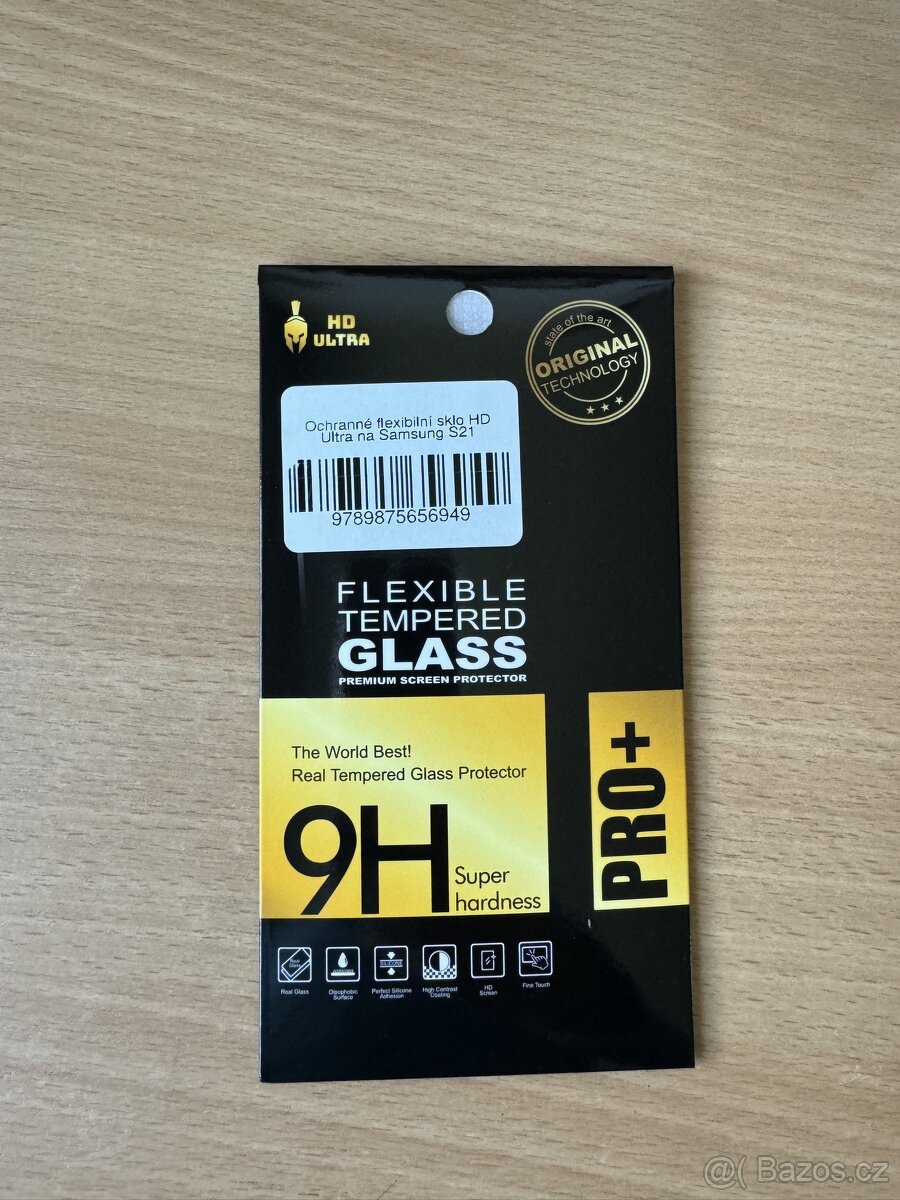 HD
ULTRA
state of the art
ORIGINAL
TECHNOLOGY
Ochranné flexibilní sklo HD
Ultra na Samsung S21
9789875656949
FLEXIBLE
TEMPERED
GLASS
PREMIUM SCREEN PROTECTOR
The World Best!
Real Tempered Glass Protector
9H
Super
hardness
PRO+
Real Glass
Oleophobic
Surface
Perfect Silicone
Adhesion
High Contrast
Coating
HD
Screen
Fine Touch
@( Bazos.cz